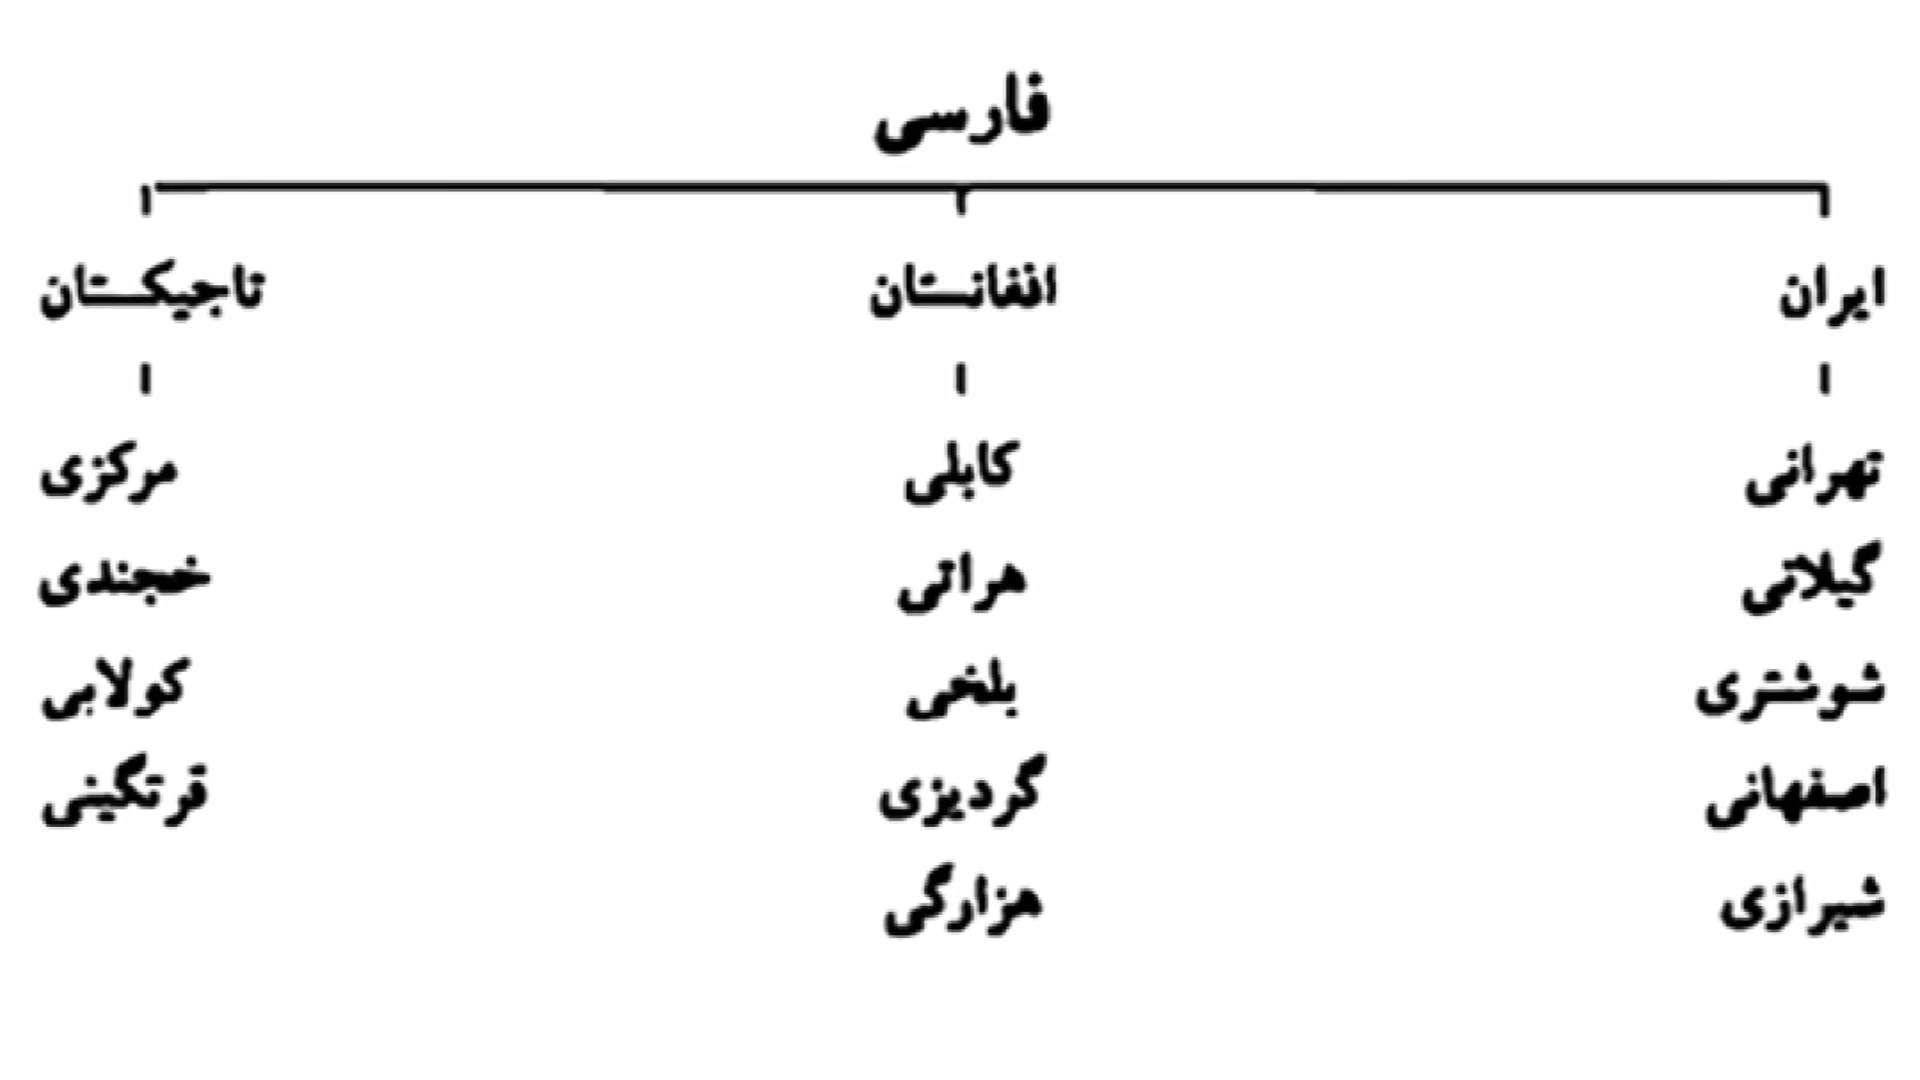 فارسی
ایران افغانستان تاجیکستان
تهرانی کابلی مرکزی
گیلانی هراتی خجندی
شوشتری بلخی کولابی
اصفهانی گردیزی قرتگینی
شیرازی هزارگی